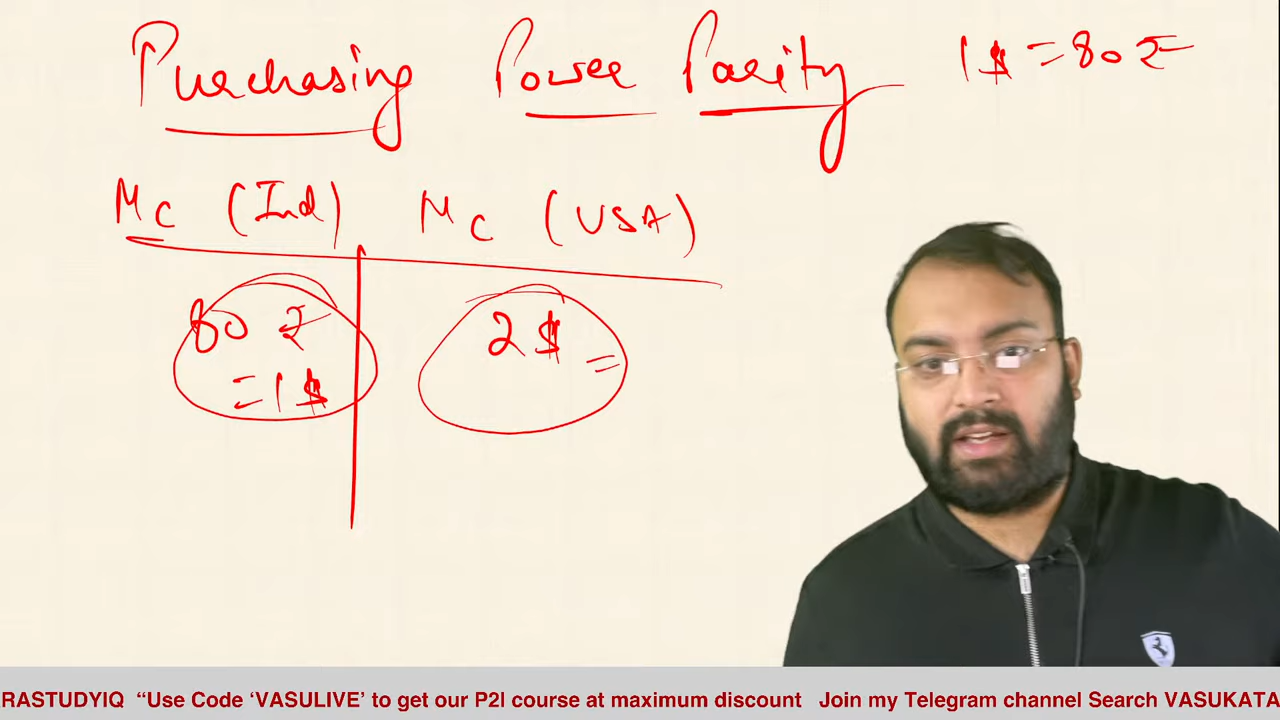 Purchasing Power Parity
1 $ = 80 ₹
Mc (Ind) Mc (USA)
80 ₹ 2 $ =
= 1 $
RASTUDYIQ “Use Code ‘VASULIVE’ to get our P2I course at maximum discount Join my Telegram channel Search VASUKATA